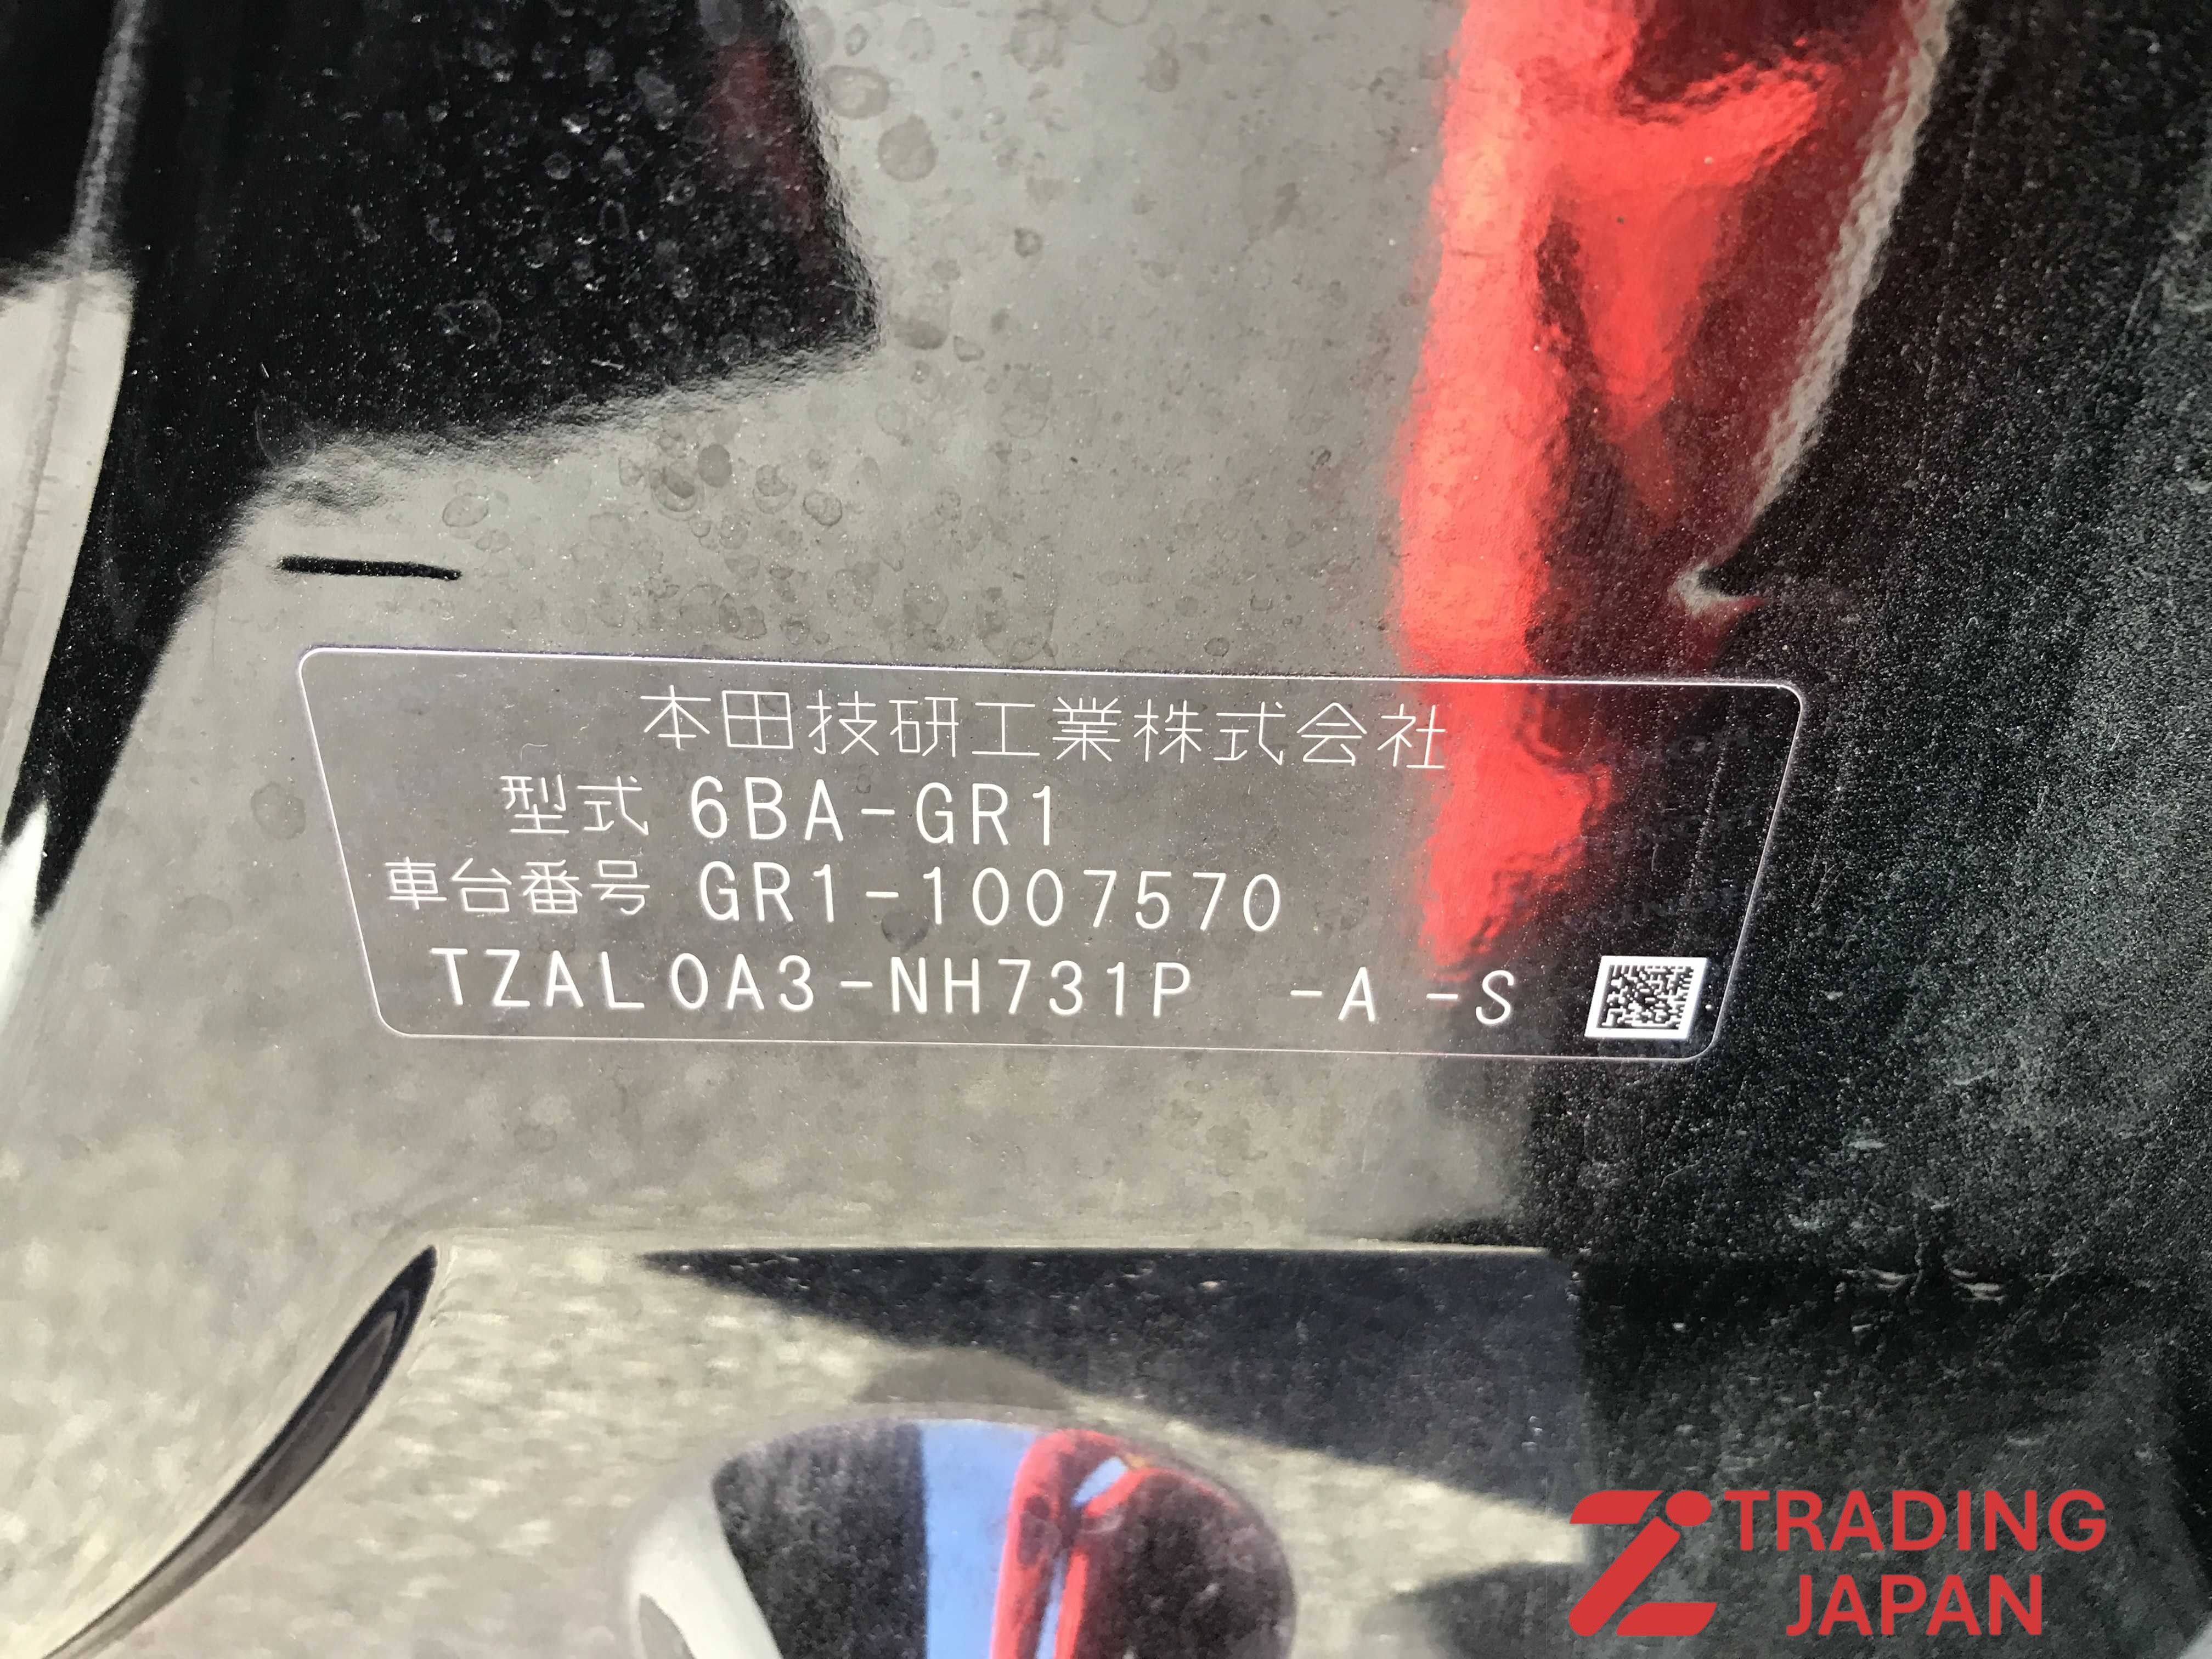 本田技研工業株式会社
型式 6BA-GR1
車台番号 GR1-1007570
TZAL0A3-NH731P -A -S
TRADING
JAPAN